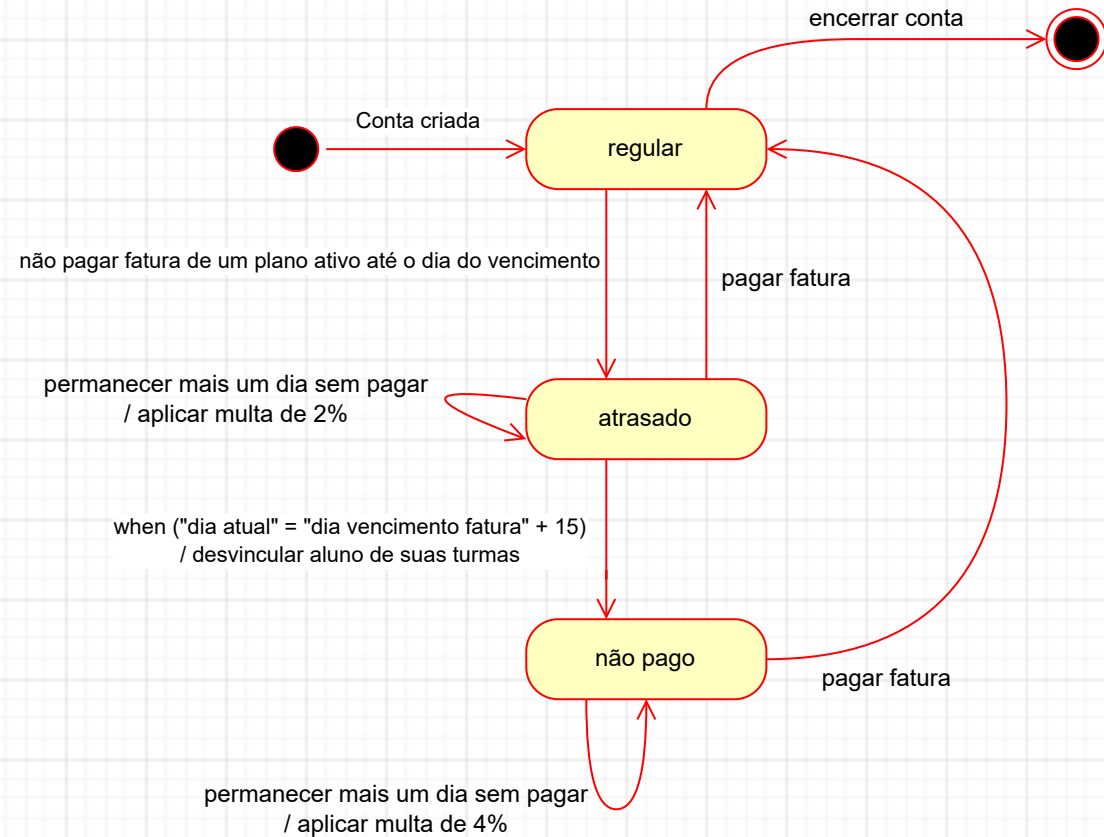 encerrar conta
Conta criada
regular
não pagar fatura de um plano ativo até o dia do vencimento
pagar fatura
permanecer mais um dia sem pagar
/ aplicar multa de 2%
atrasado
when ("dia atual" = "dia vencimento fatura" + 15)
/ desvincular aluno de suas turmas
não pago
pagar fatura
permanecer mais um dia sem pagar
/ aplicar multa de 4%